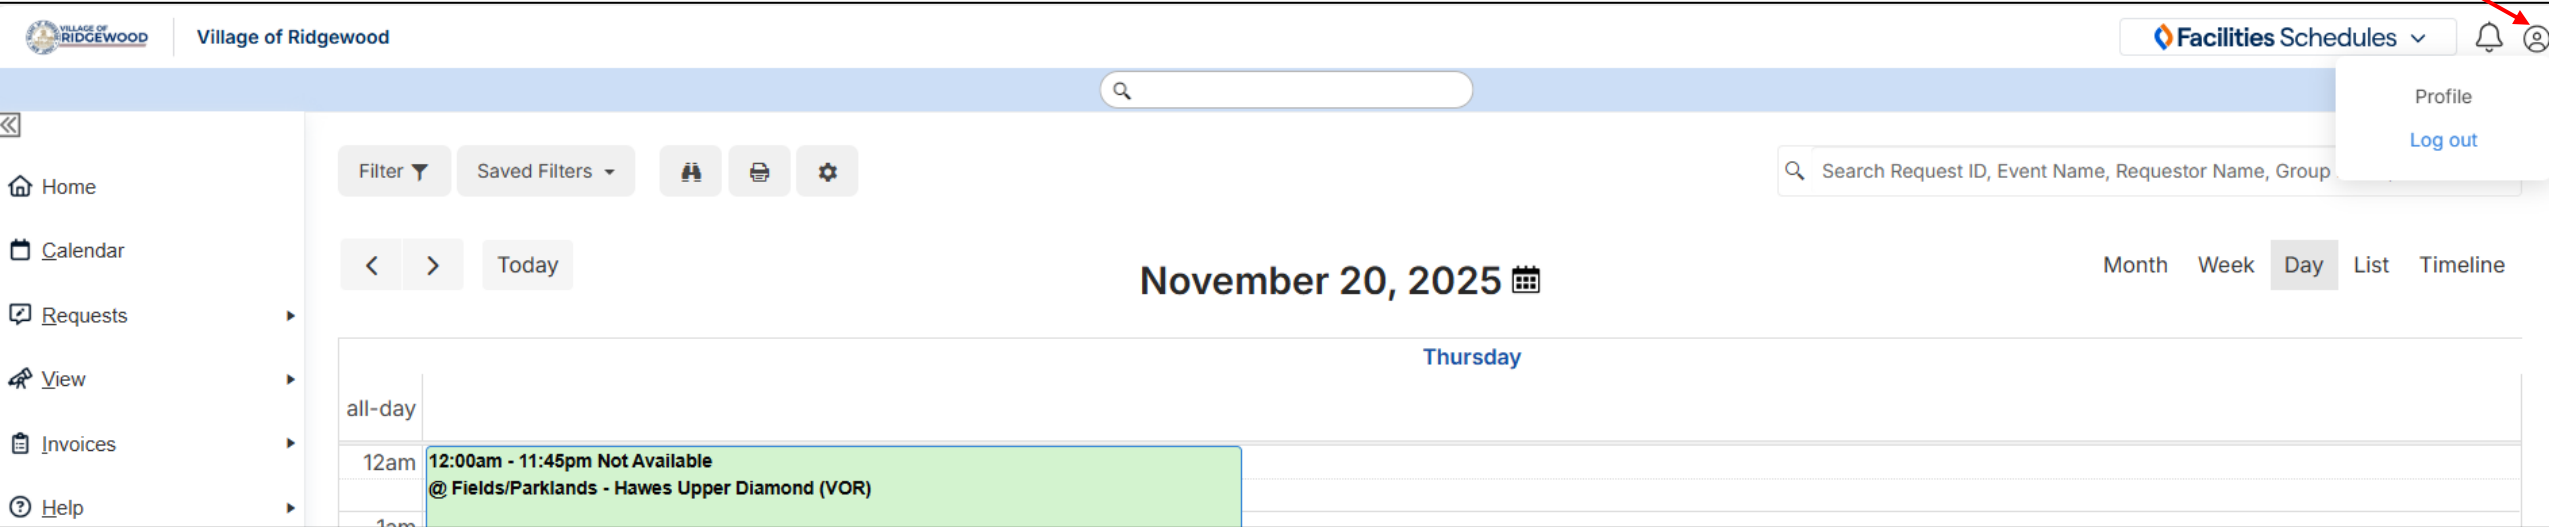 VILLAGE OF
RIDGEWOOD
Village of Ridgewood
Facilities Schedules
Profile
Log out
Filter
Saved Filters
Search Request ID, Event Name, Requestor Name, Group
Home
Calendar
Requests
View
Invoices
Help
Today
November 20, 2025
Month Week Day List Timeline
Thursday
all-day
12am
12:00am - 11:45pm Not Available
@ Fields/Parklands - Hawes Upper Diamond (VOR)
1am